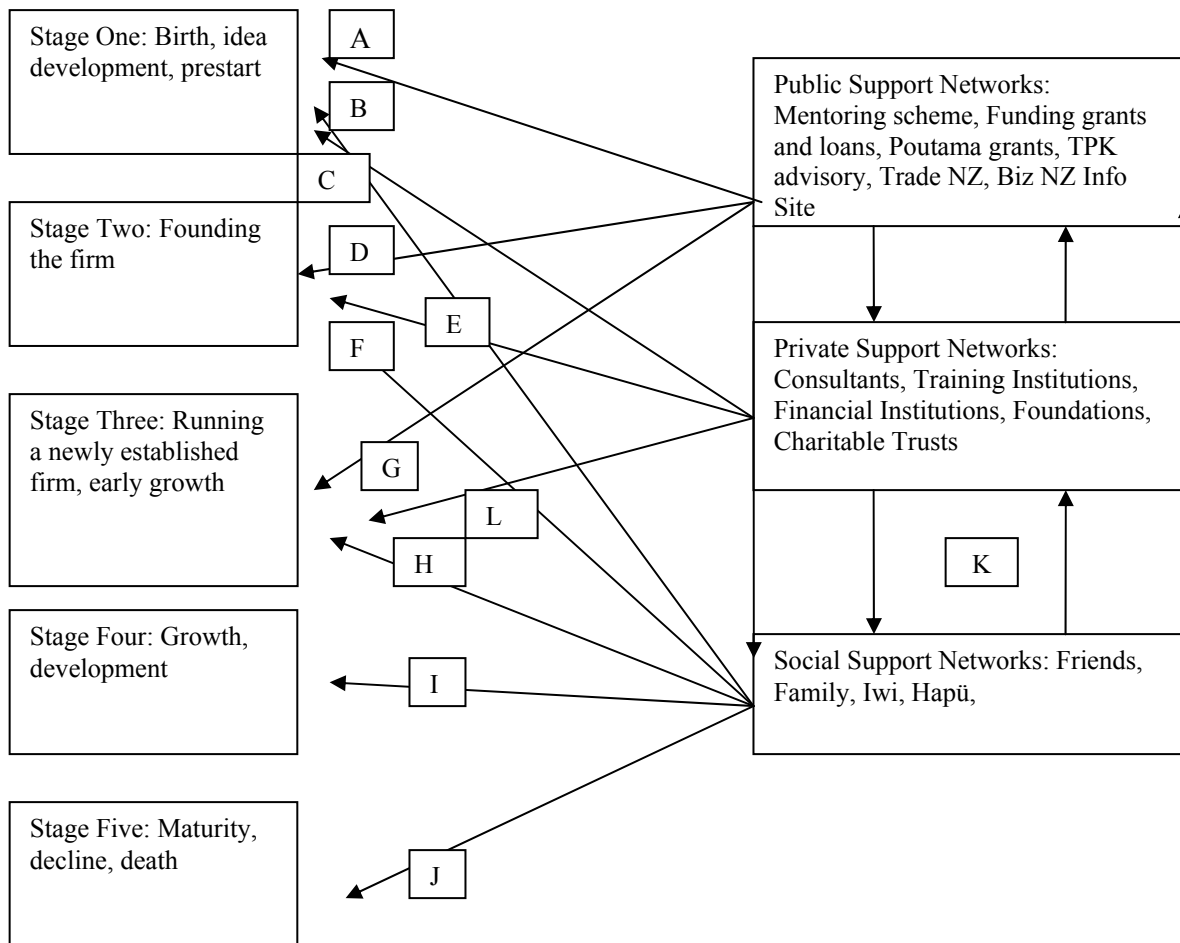 Stage One: Birth, idea
development, prestart
A
B
C
Stage Two: Founding
the firm
D
E
F
Stage Three: Running
a newly established
firm, early growth
G
L
H
Stage Four: Growth,
development
I
Stage Five: Maturity,
decline, death
J
Public Support Networks:
Mentoring scheme, Funding grants
and loans, Poutama grants, TPK
advisory, Trade NZ, Biz NZ Info
Site
Private Support Networks:
Consultants, Training Institutions,
Financial Institutions, Foundations,
Charitable Trusts
K
Social Support Networks: Friends,
Family, Iwi, Hapü,